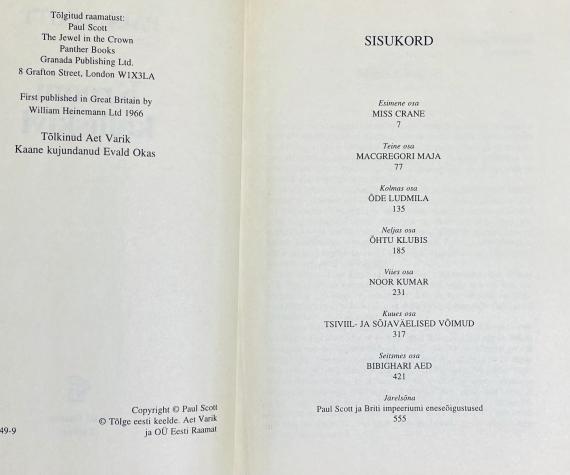 Tõlgitud raamatust:
Paul Scott
The Jewel in the Crown
Panther Books
Granada Publishing Ltd.
8 Grafton Street, London W1X3LA
First published in Great Britain by
William Heinemann Ltd 1966
Tõlkinud Aet Varik
Kaane kujundanud Evald Okas
Copyright © Paul Scott
© Tõlge eesti keelde. Aet Varik
ja OÜ Eesti Raamat
49-9
SISUKORD
Esimene osa
MISS CRANE
7
Teine osa
MACGREGORI MAJA
77
Kolmas osa
ÕDE LUDMILA
135
Neljas osa
ÕHTU KLUBIS
185
Viies osa
NOOR KUMAR
231
Kuues osa
TSIVIIL- JA SÕJAVÄELISED VÕIMUD
317
Seitsmes osa
BIBIGHARI AED
421
Järelsõna
Paul Scott ja Briti impeeriumi eneseõigustused
555